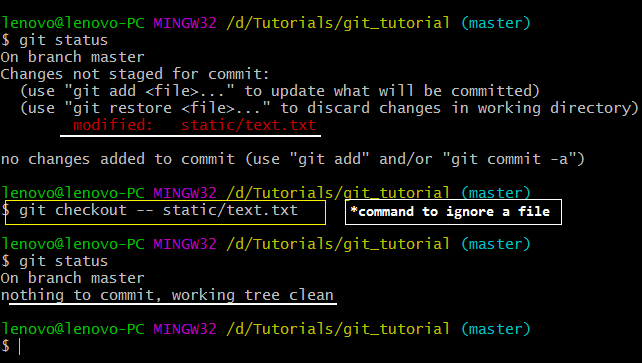 lenovo@lenovo-PC MINGW32 /d/Tutorials/git_tutorial (master)
$ git status
On branch master
Changes not staged for commit:
  (use "git add <file>..." to update what will be committed)
  (use "git restore <file>..." to discard changes in working directory)
        modified:   static/text.txt

no changes added to commit (use "git add" and/or "git commit -a")

lenovo@lenovo-PC MINGW32 /d/Tutorials/git_tutorial (master)
$ git checkout -- static/text.txt *command to ignore a file

lenovo@lenovo-PC MINGW32 /d/Tutorials/git_tutorial (master)
$ git status
On branch master
nothing to commit, working tree clean

lenovo@lenovo-PC MINGW32 /d/Tutorials/git_tutorial (master)
$